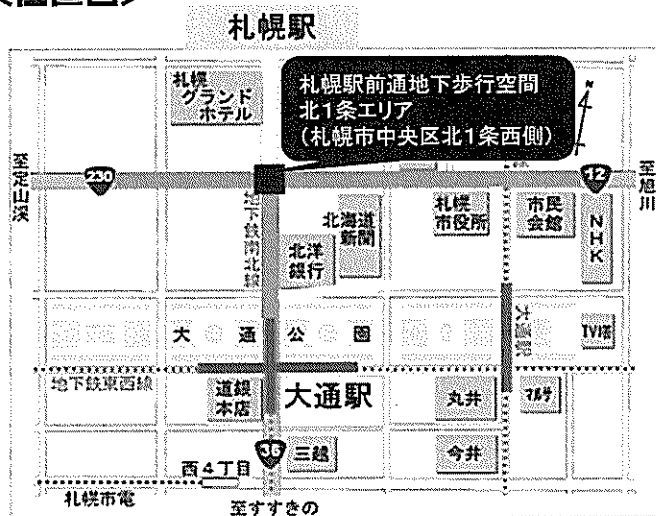 札幌駅
札幌
グランド
ホテル
札幌駅前通地下歩行空間
北1条エリア
(札幌市中央区北1条西側)
N
至定山渓
230
12
至旭川
地下鉄南北線
北洋
銀行
北海道
新聞
札幌
市役所
市民
会館
NHK
大通公園
大通駅
TV塔
地下鉄東西線
道銀
本店
大通駅
丸井
マルサ
36
三越
今井
西4丁目
札幌市電
至すすきの